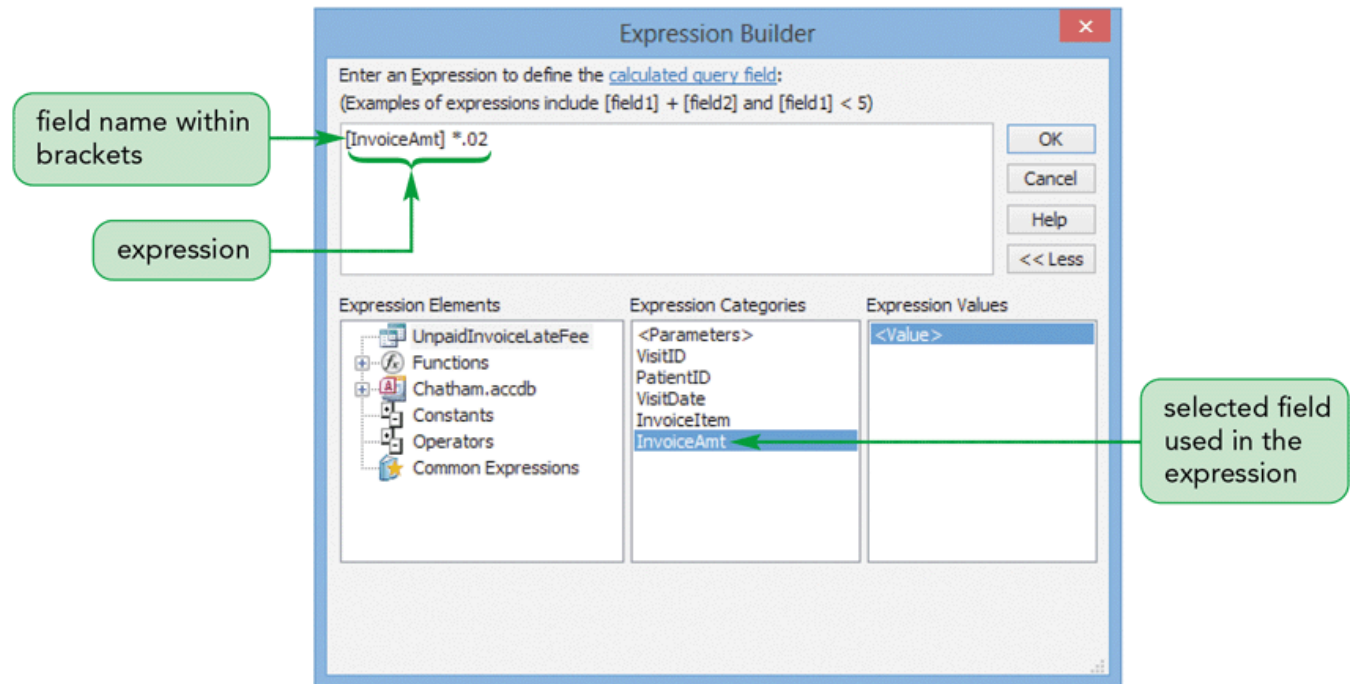 Expression Builder
Enter an Expression to define the calculated query field:
(Examples of expressions include [field1] + [field2] and [field1] < 5)
field name within
brackets
[InvoiceAmt] *.02
expression
OK
Cancel
Help
<< Less
Expression Elements
UnpaidInvoiceLateFee
Functions
Chatham.accdb
Constants
Operators
Common Expressions
Expression Categories
<Parameters>
VisitID
PatientID
VisitDate
InvoiceItem
InvoiceAmt
Expression Values
<Value>
selected field
used in the
expression